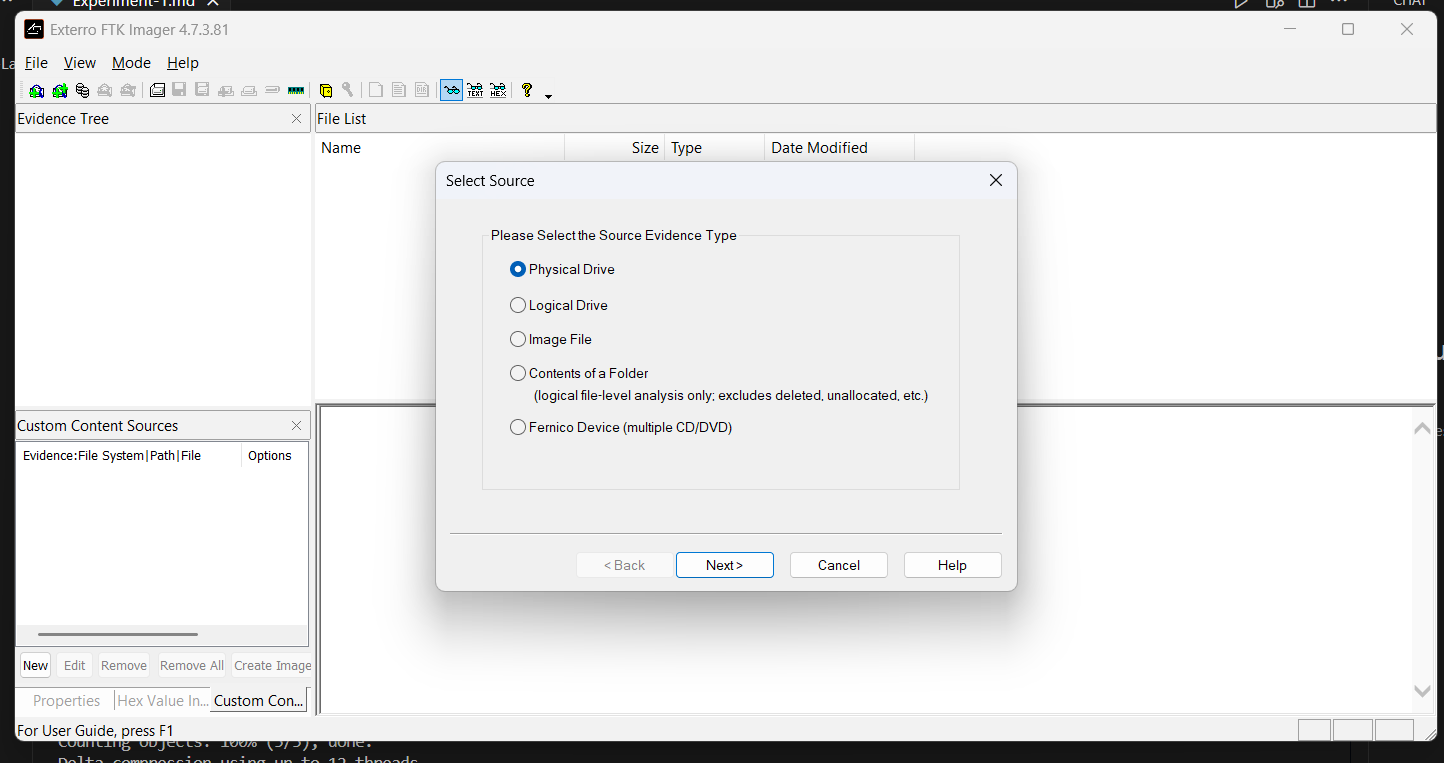 Experiment-1.md
CHAT
Exterro FTK Imager 4.7.3.81
La
File View Mode Help
TEXT HEX
Evidence Tree
File List
Name Size Type Date Modified
Select Source
Please Select the Source Evidence Type
Physical Drive
Logical Drive
Image File
Contents of a Folder
(logical file-level analysis only; excludes deleted, unallocated, etc.)
Fernico Device (multiple CD/DVD)
< Back Next > Cancel Help
Custom Content Sources
Evidence:File System|Path|File Options
New Edit Remove Remove All Create Image
Properties Hex Value In... Custom Con...
For User Guide, press F1
Counting objects: 100% (5/5), done.
Delta compression using up to 12 threads